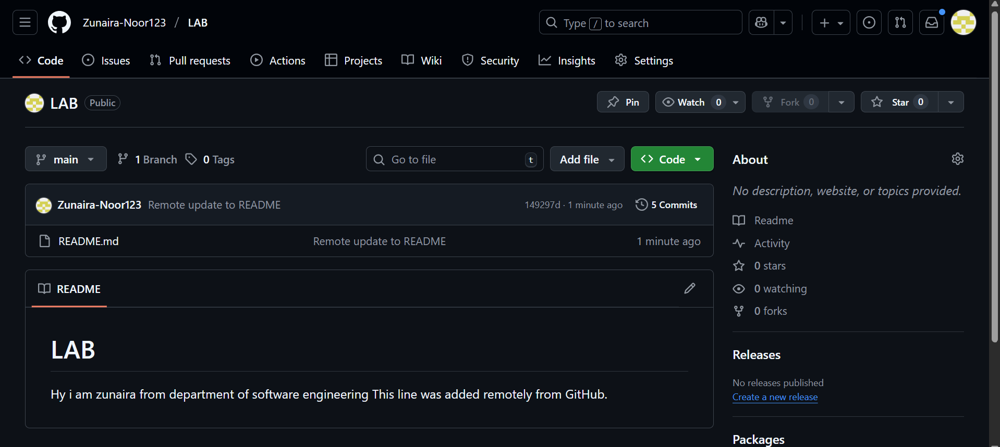 Zunaira-Noor123 / LAB Type / to search
Code Issues Pull requests Actions Projects Wiki Security Insights Settings
LAB Public Pin Watch 0 Fork 0 Star 0
main 1 Branch 0 Tags Go to file t Add file Code
Zunaira-Noor123 Remote update to README 149297d · 1 minute ago 5 Commits
README.md Remote update to README 1 minute ago
README
LAB
Hy i am zunaira from department of software engineering This line was added remotely from GitHub.
About
No description, website, or topics provided.
Readme
Activity
0 stars
0 watching
0 forks
Releases
No releases published
Create a new release
Packages